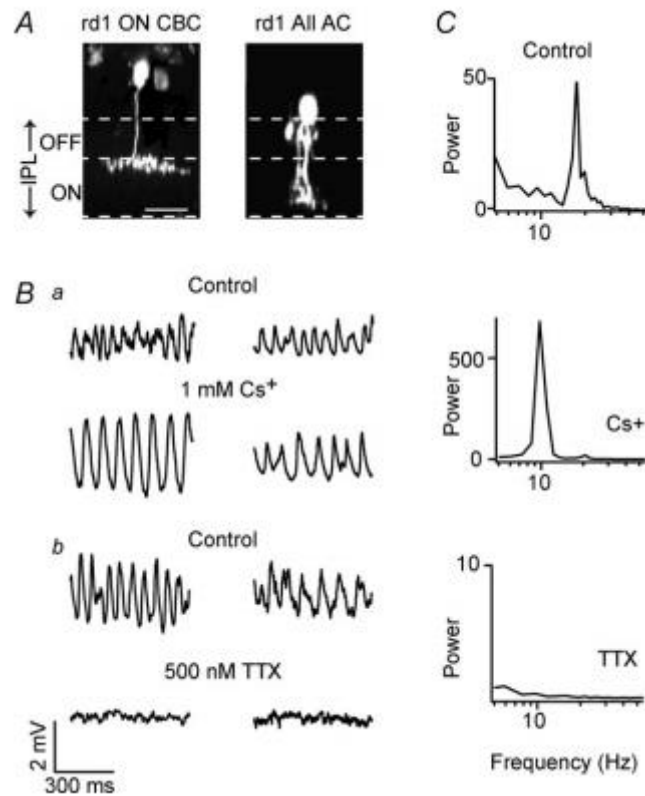 A rd1 ON CBC rd1 AII AC
OFF
IPL
ON
B a Control
1 mM Cs+
b Control
500 nM TTX
2 mV
300 ms
C
Control
50
Power
0
10
500
Power
Cs+
0
10
10
Power
TTX
0
10
Frequency (Hz)